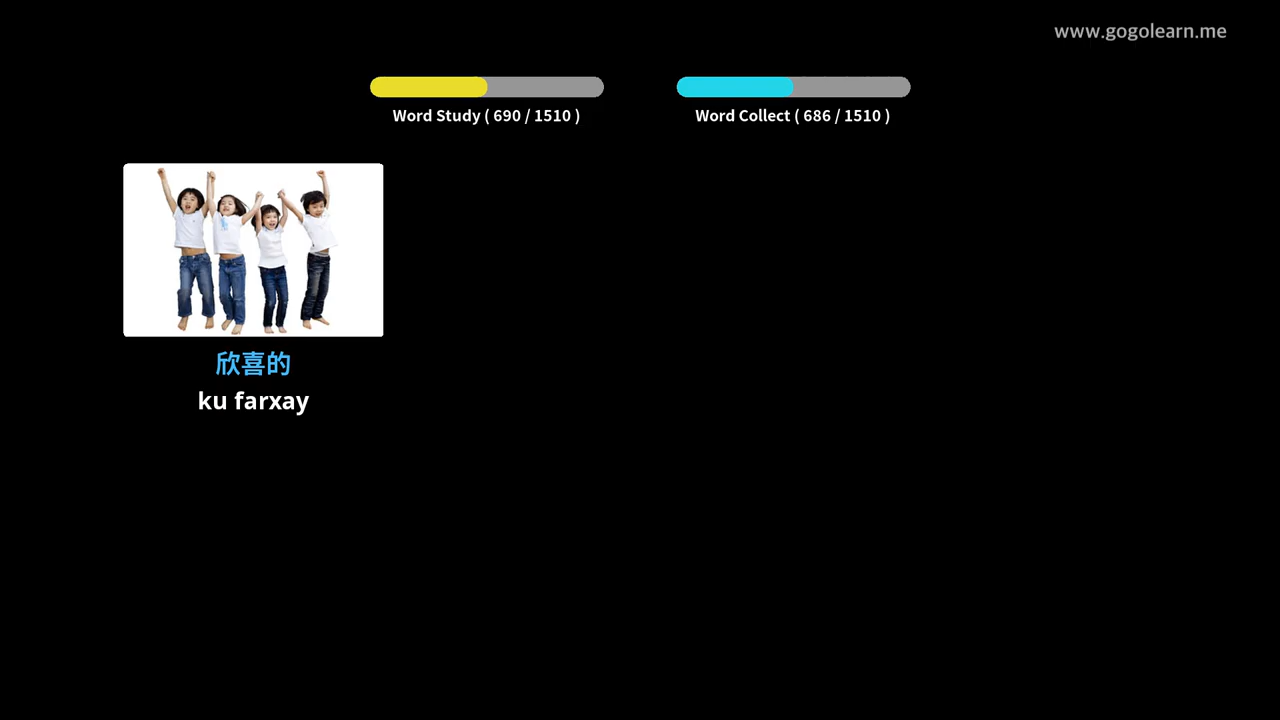 www.gogolearn.me
Word Study ( 690 / 1510 )
Word Collect ( 686 / 1510 )
欣喜的
ku farxay